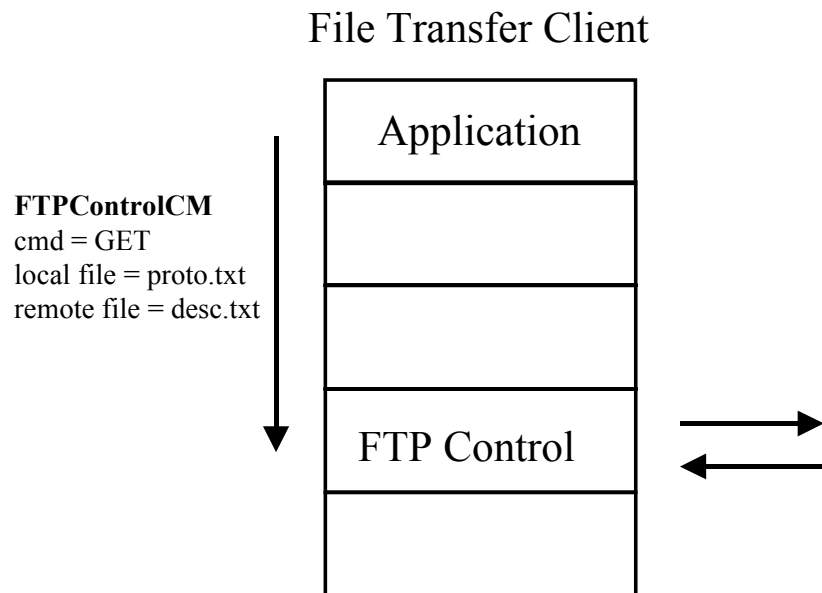 File Transfer Client
Application
FTPControlCM
cmd = GET
local file = proto.txt
remote file = desc.txt
FTP Control